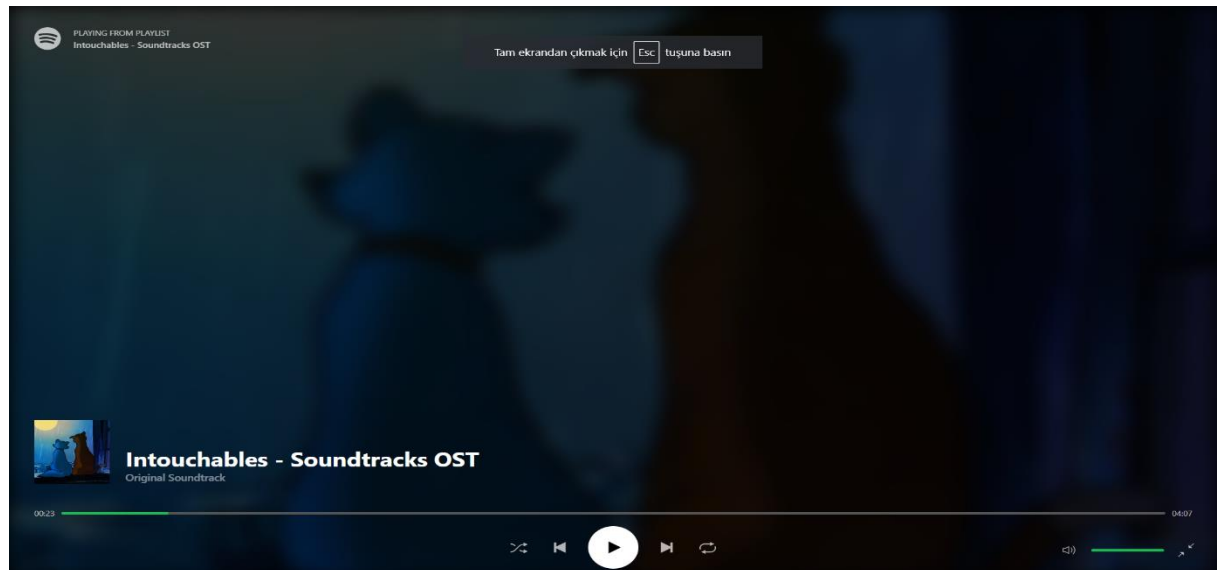 PLAYING FROM PLAYLIST
Intouchables - Soundtracks OST
Tam ekrandan çıkmak için Esc tuşuna basın
Intouchables - Soundtracks OST
Original Soundtrack
00:23
04:07